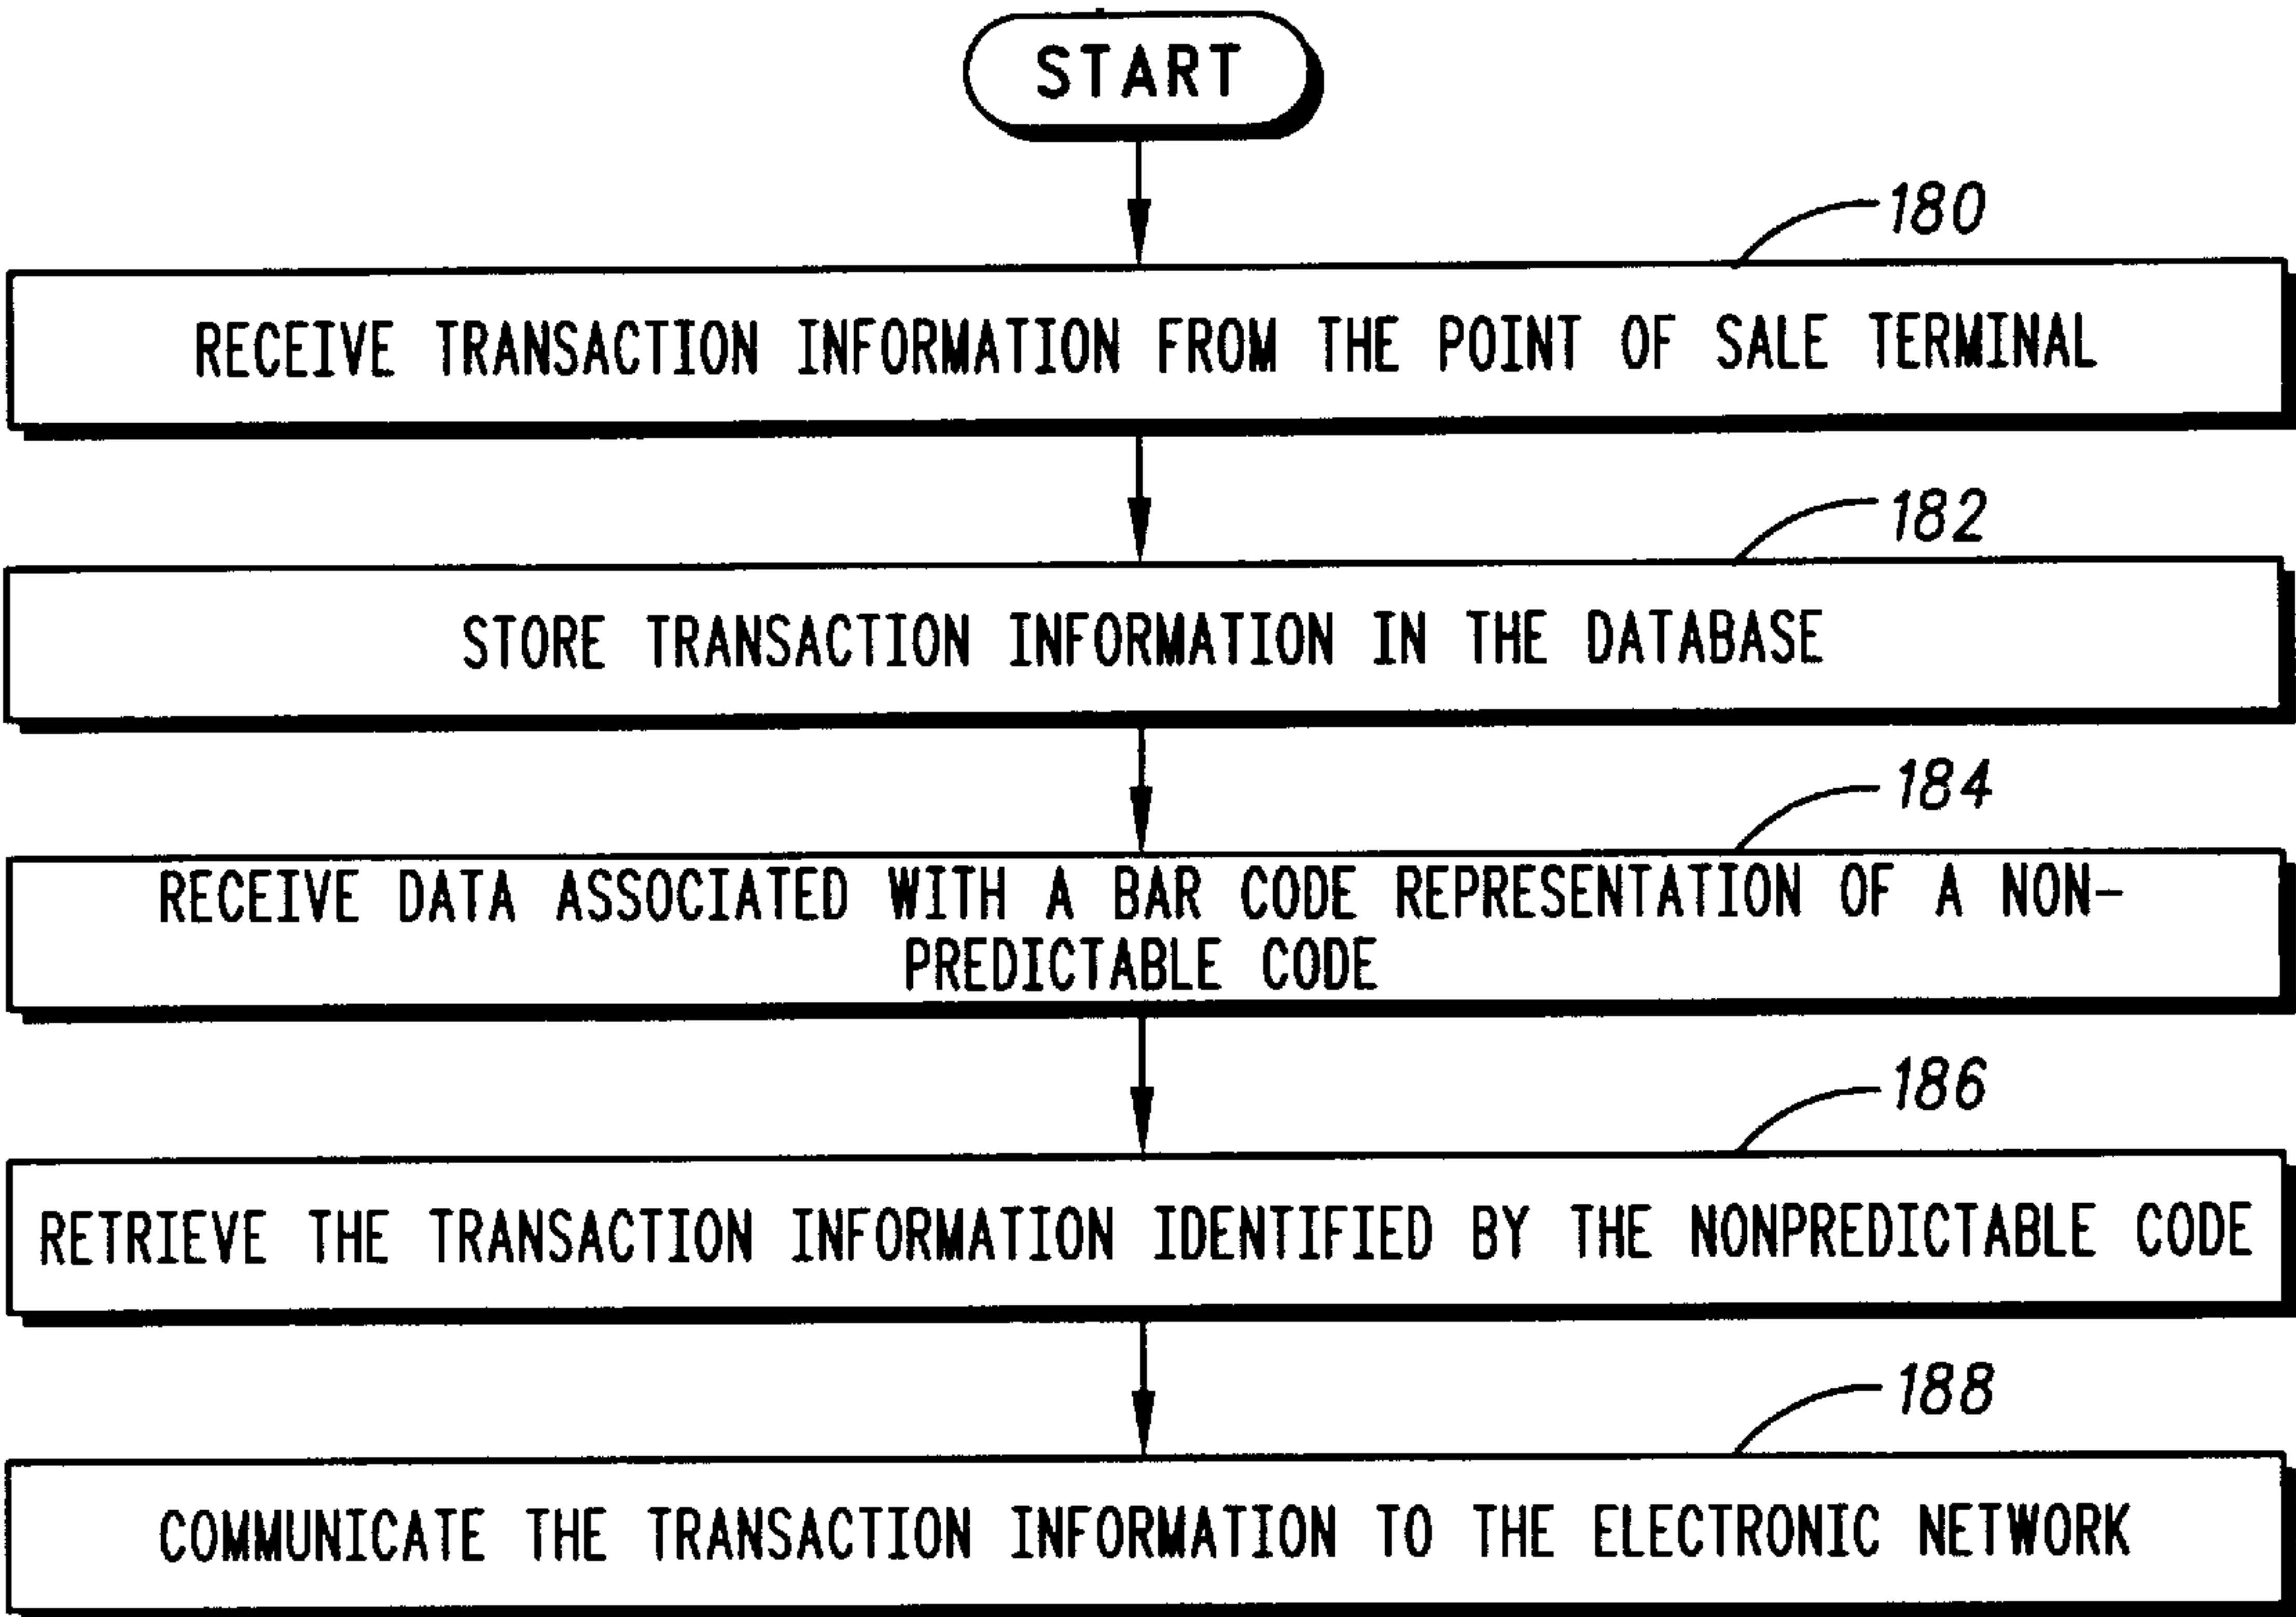 START
180
RECEIVE TRANSACTION INFORMATION FROM THE POINT OF SALE TERMINAL
182
STORE TRANSACTION INFORMATION IN THE DATABASE
184
RECEIVE DATA ASSOCIATED WITH A BAR CODE REPRESENTATION OF A NON-
PREDICTABLE CODE
186
RETRIEVE THE TRANSACTION INFORMATION IDENTIFIED BY THE NONPREDICTABLE CODE
188
COMMUNICATE THE TRANSACTION INFORMATION TO THE ELECTRONIC NETWORK